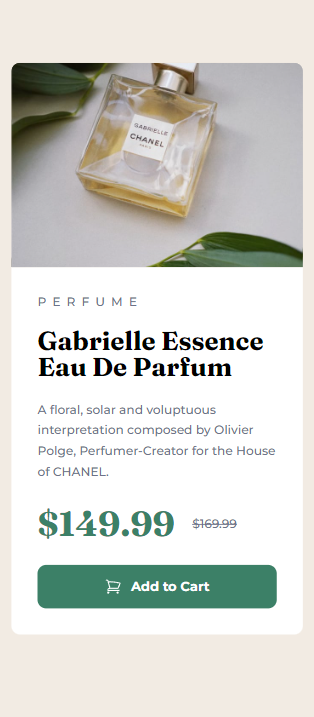 GABRIELLE
CHANEL
PARIS
PERFUME
Gabrielle Essence
Eau De Parfum
A floral, solar and voluptuous
interpretation composed by Olivier
Polge, Perfumer-Creator for the House
of CHANEL.
$149.99 $169.99
Add to Cart